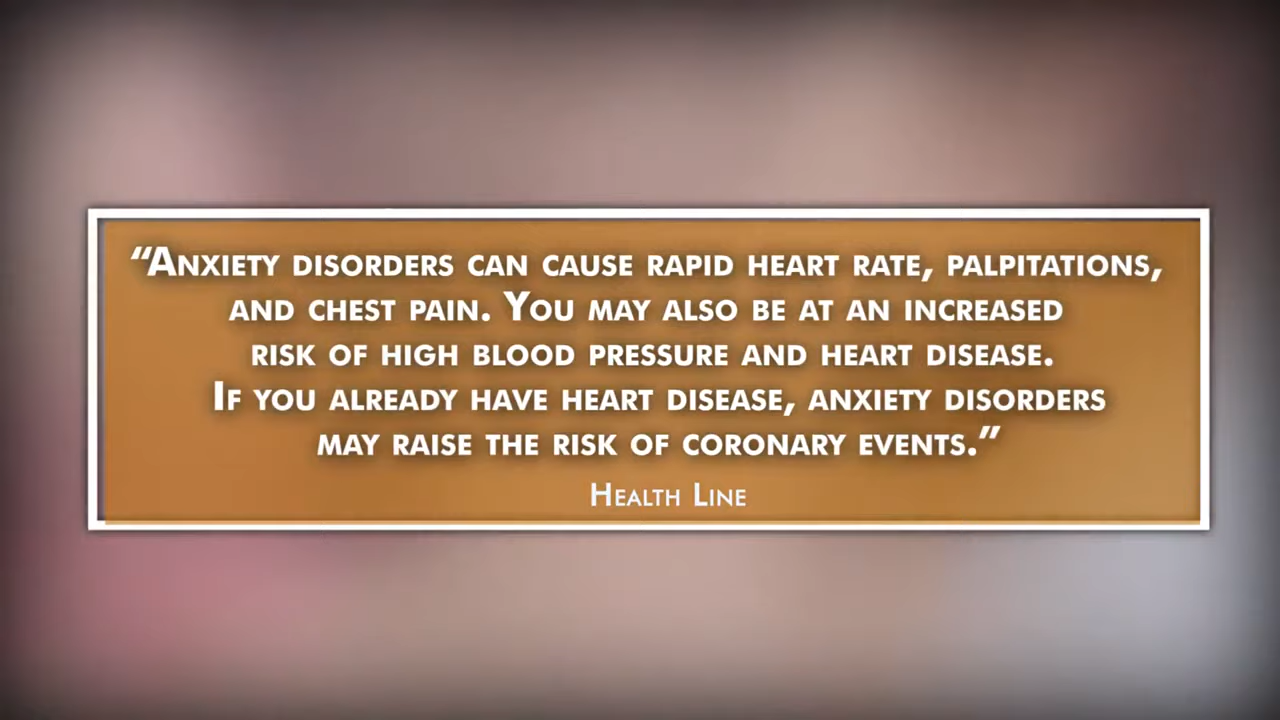 “Anxiety disorders can cause rapid heart rate, palpitations,
and chest pain. You may also be at an increased
risk of high blood pressure and heart disease.
If you already have heart disease, anxiety disorders
may raise the risk of coronary events.”
Health Line